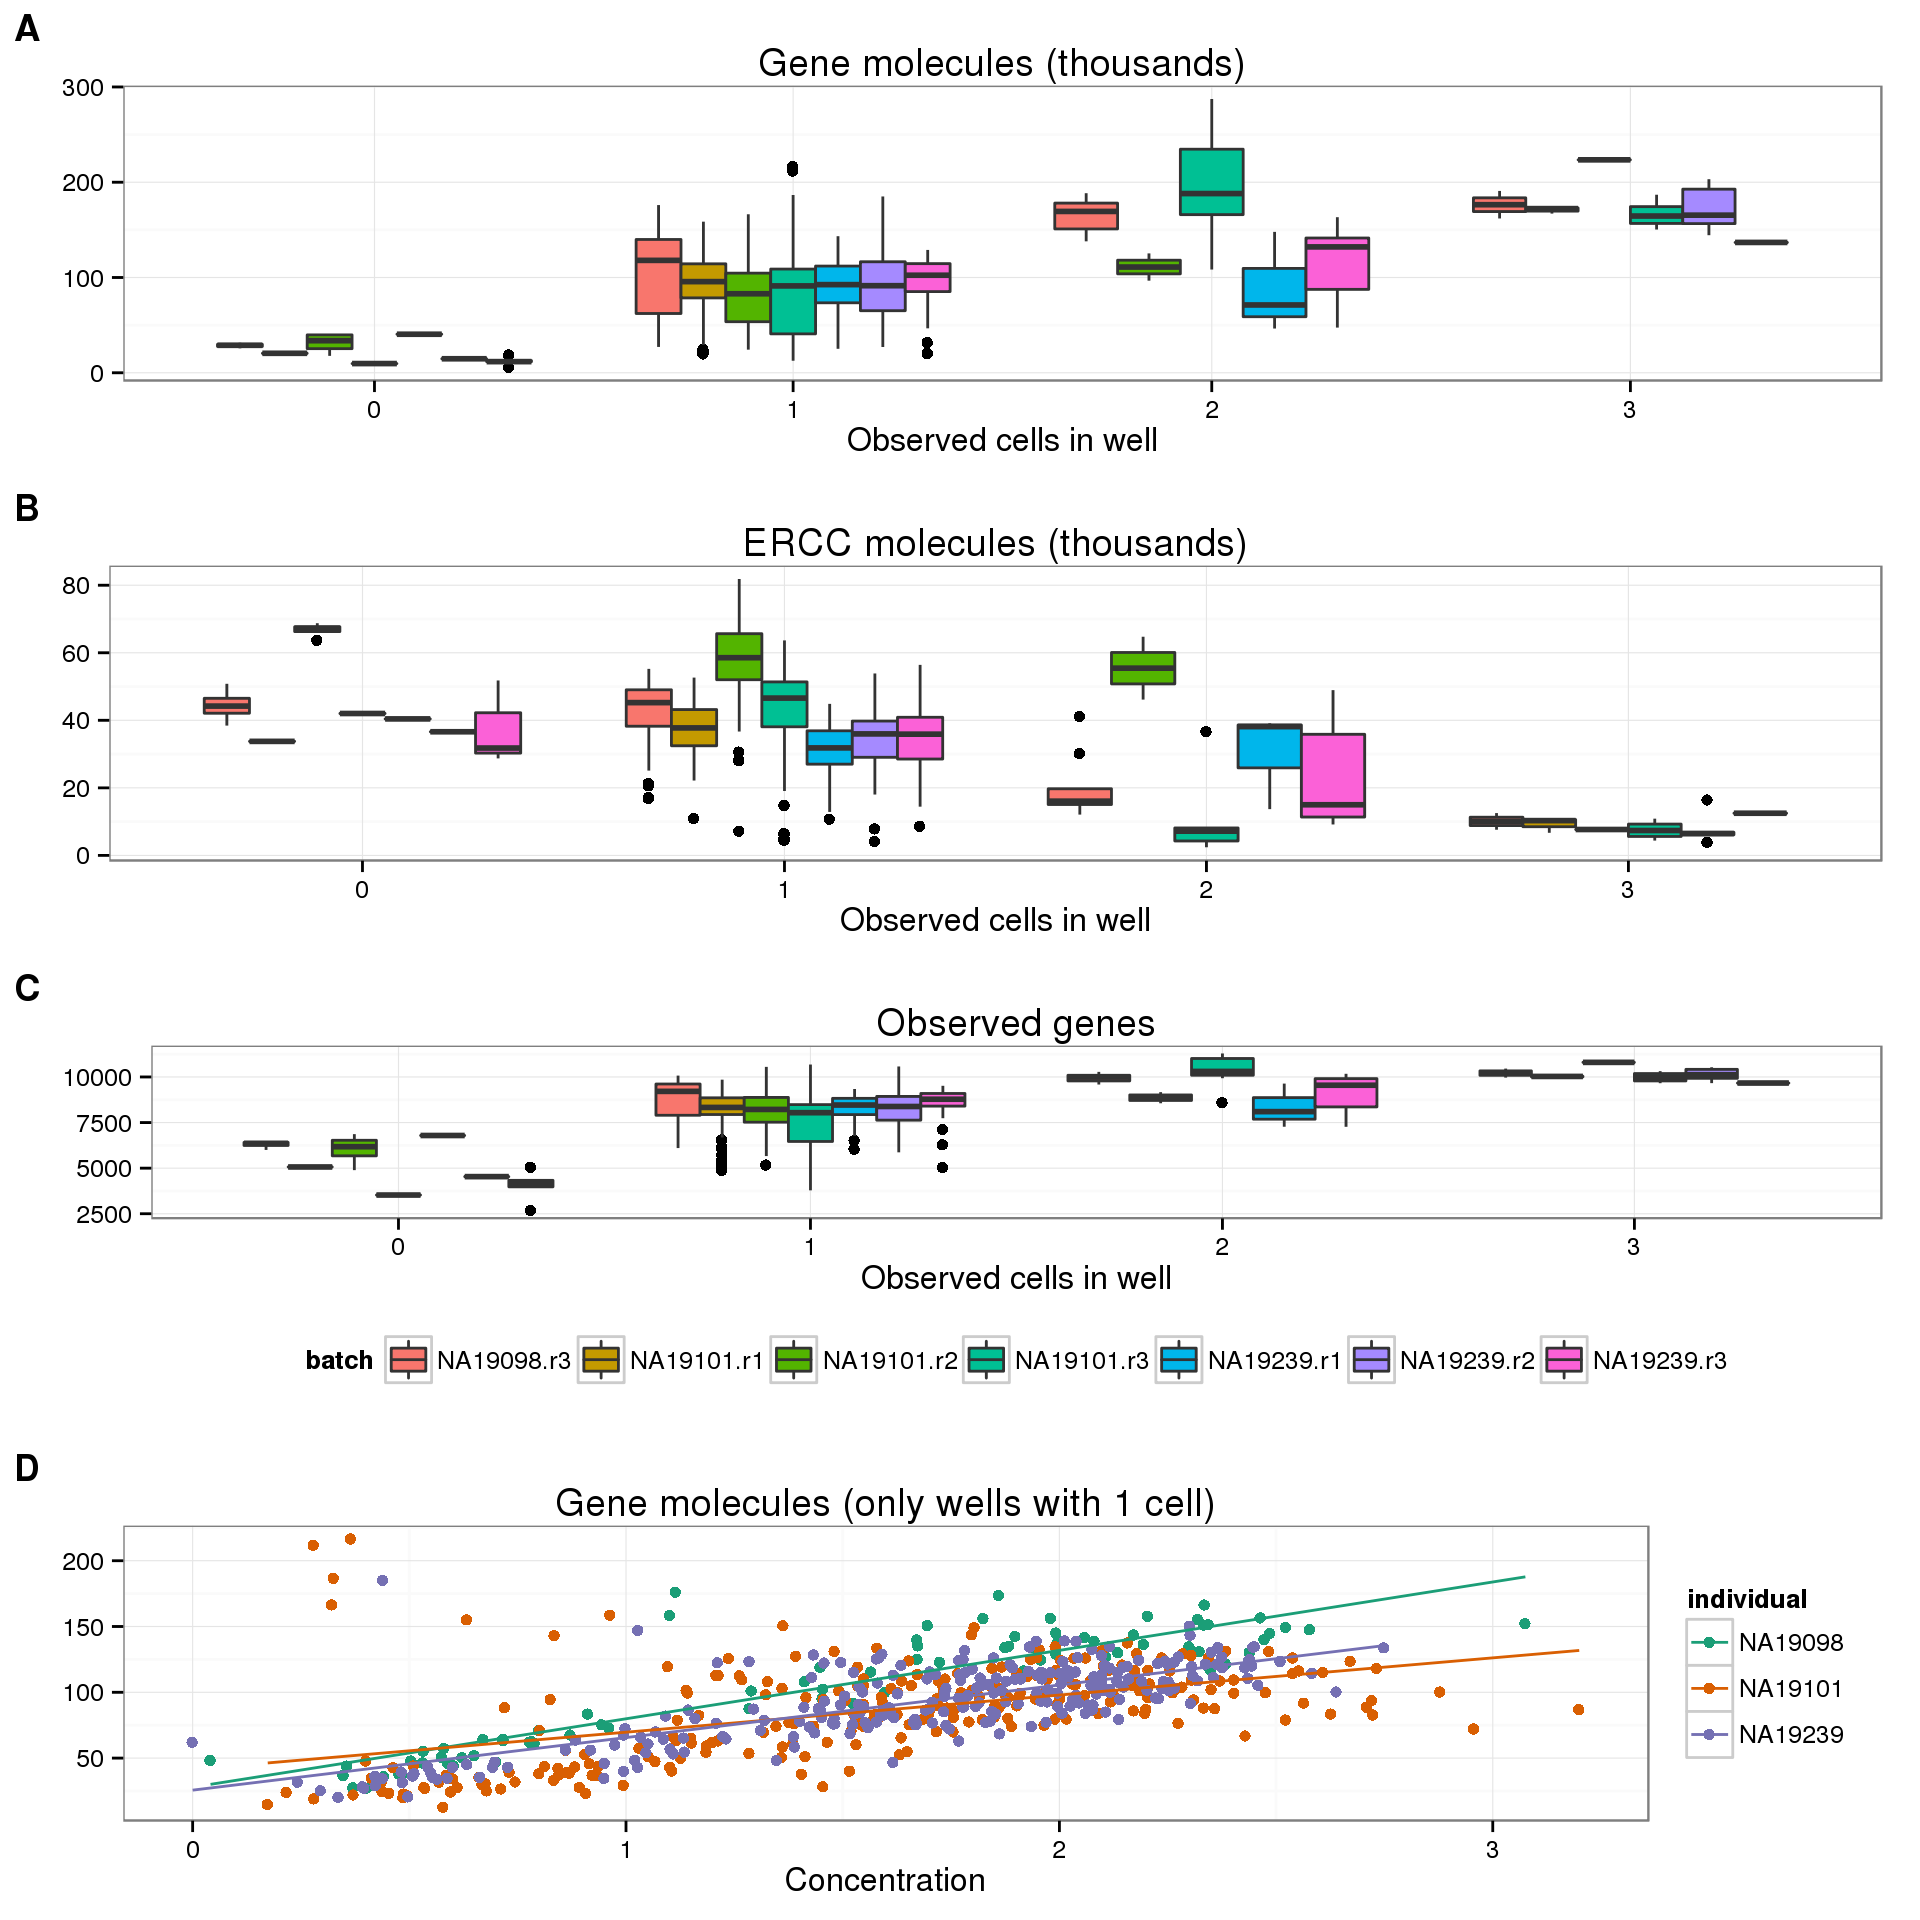 A
Gene molecules (thousands)
300
200
100
0
0 1 2 3
Observed cells in well
B
ERCC molecules (thousands)
80
60
40
20
0
0 1 2 3
Observed cells in well
C
Observed genes
10000
7500
5000
2500
0 1 2 3
Observed cells in well
batch NA19098.r3 NA19101.r1 NA19101.r2 NA19101.r3 NA19239.r1 NA19239.r2 NA19239.r3
D
Gene molecules (only wells with 1 cell)
200
150
100
50
0 1 2 3
Concentration
individual
NA19098
NA19101
NA19239